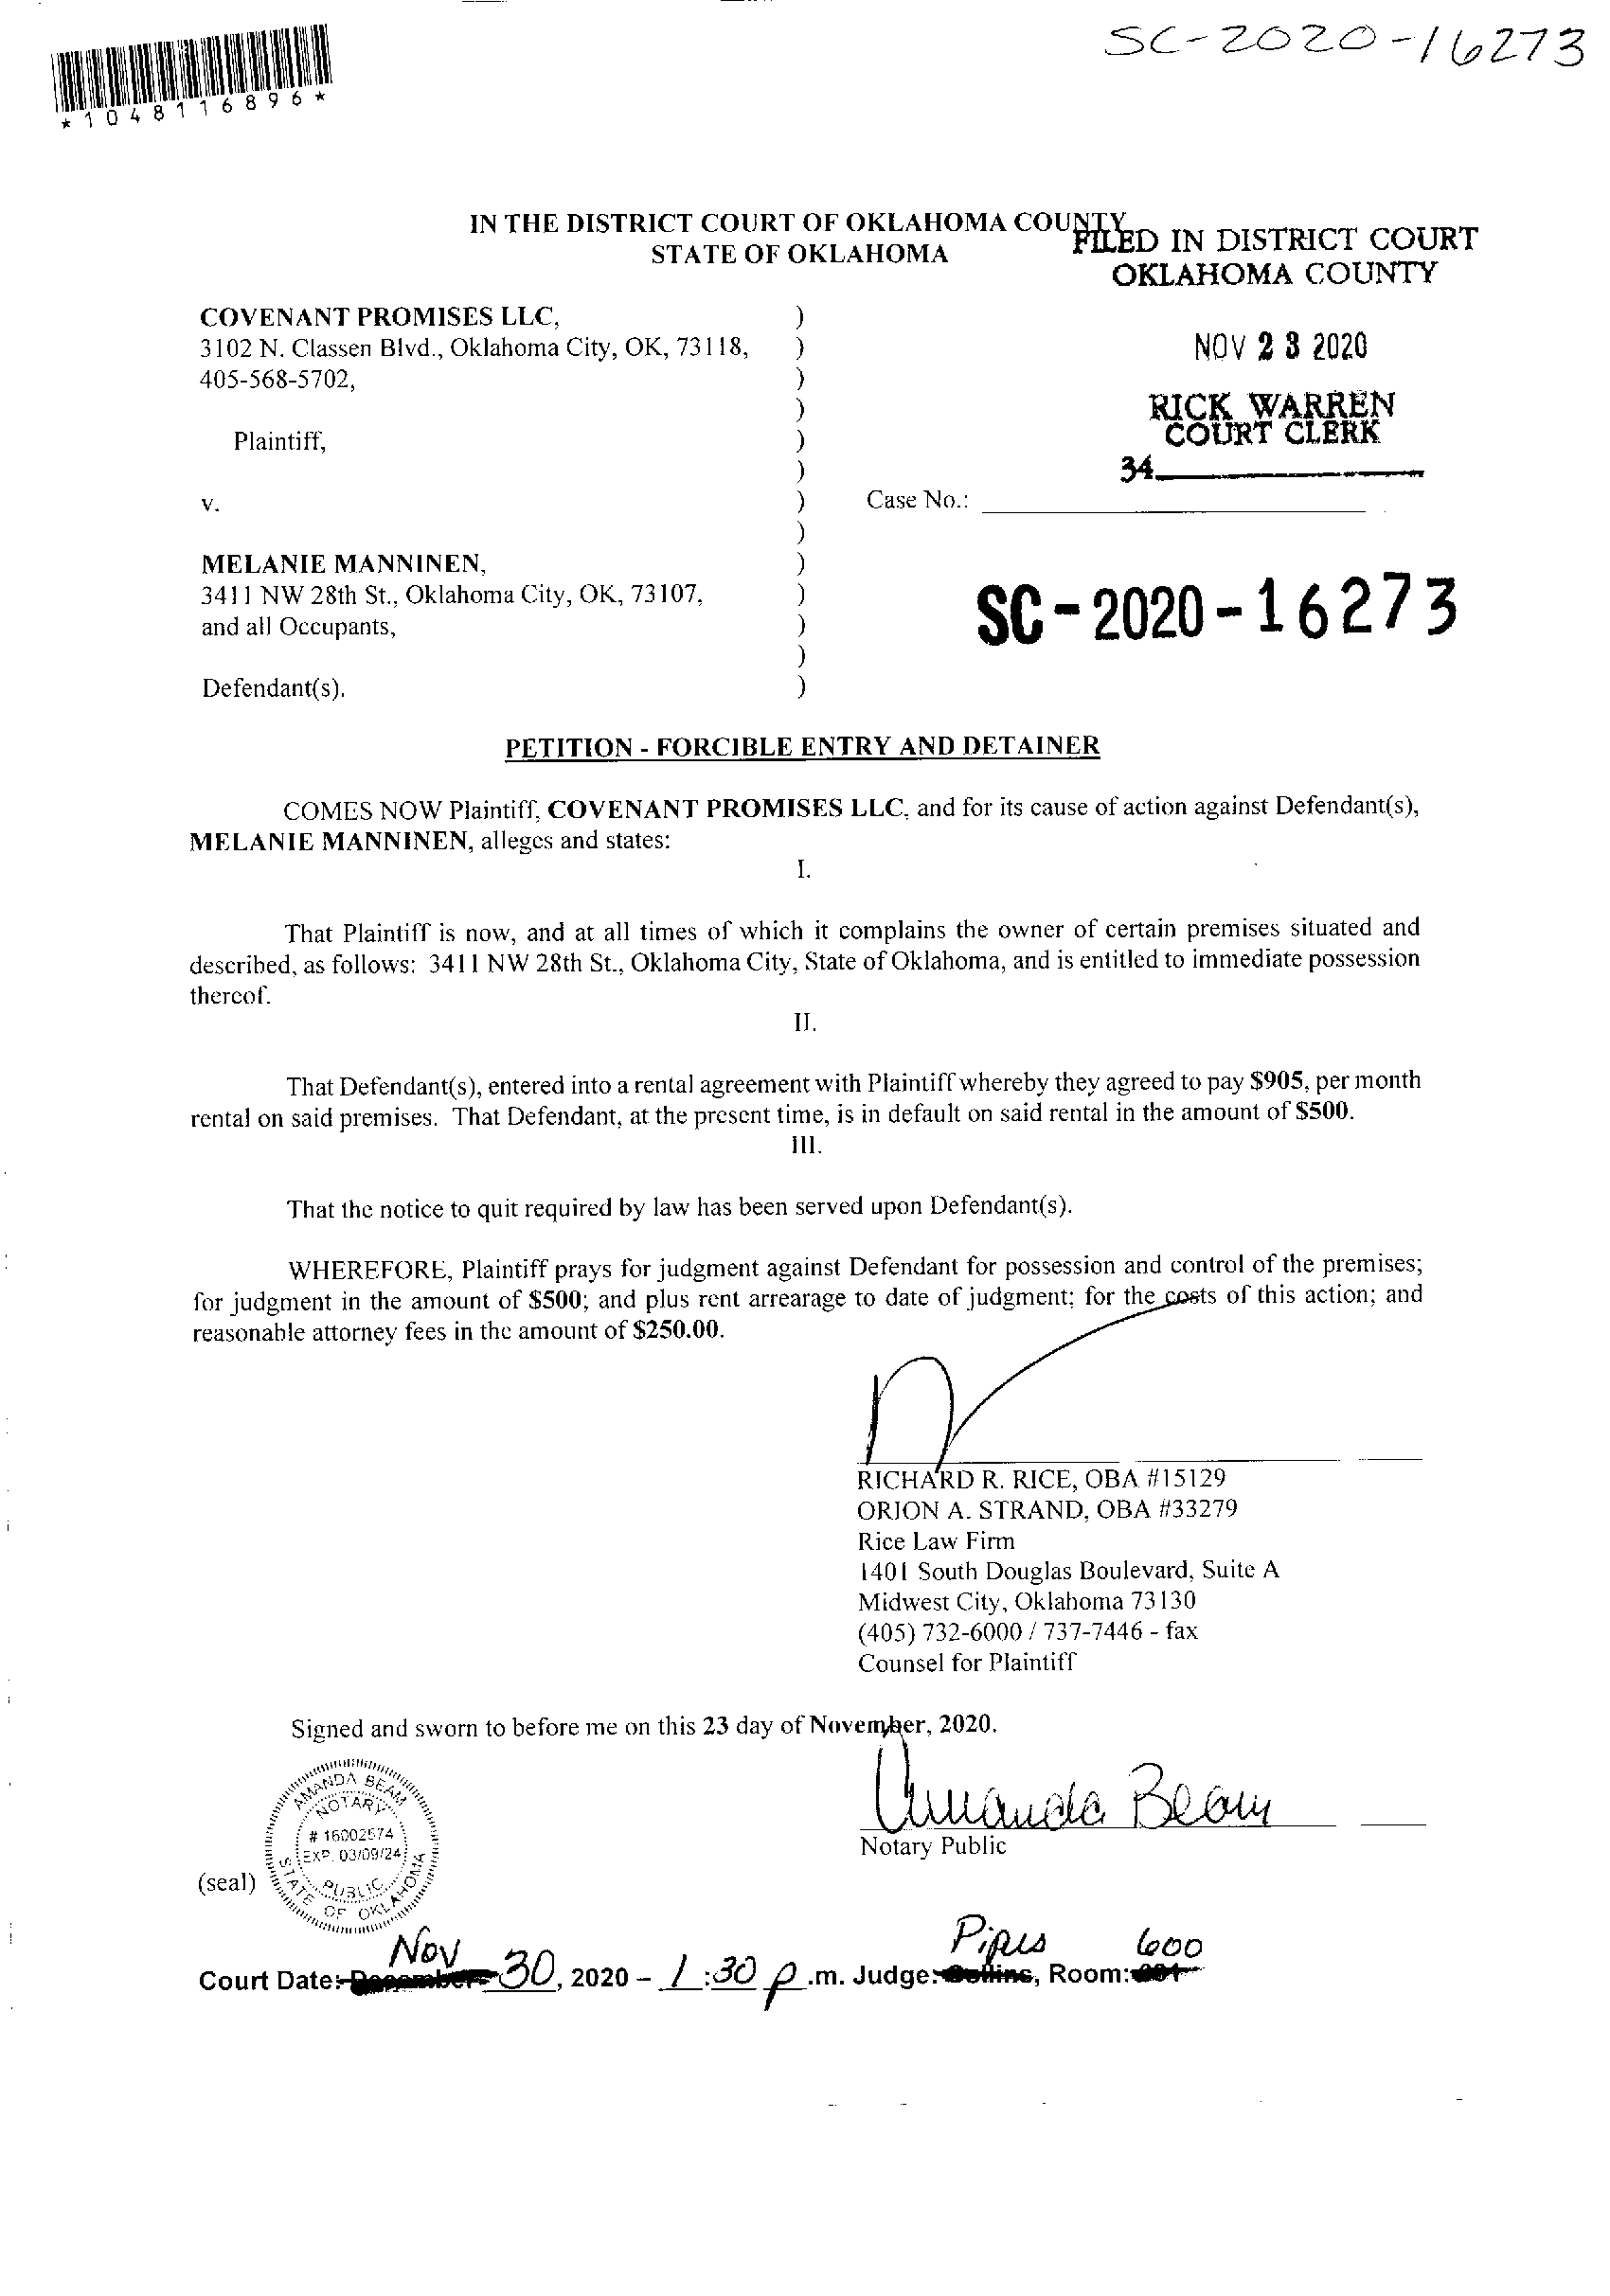 SC-2020-16273
*1048116896*
IN THE DISTRICT COURT OF OKLAHOMA COUNTY
STATE OF OKLAHOMA
FILED IN DISTRICT COURT
OKLAHOMA COUNTY
NOV 23 2020
RICK WARREN
COURT CLERK
34
COVENANT PROMISES LLC, )
3102 N. Classen Blvd., Oklahoma City, OK, 73118, )
405-568-5702, )
)
Plaintiff, )
)
v. ) Case No.:
)
MELANIE MANNINEN, )
3411 NW 28th St., Oklahoma City, OK, 73107, )
and all Occupants, )
)
Defendant(s). )
SC-2020-16273
PETITION - FORCIBLE ENTRY AND DETAINER
COMES NOW Plaintiff, COVENANT PROMISES LLC, and for its cause of action against Defendant(s),
MELANIE MANNINEN, alleges and states:
I.
That Plaintiff is now, and at all times of which it complains the owner of certain premises situated and
described, as follows: 3411 NW 28th St., Oklahoma City, State of Oklahoma, and is entitled to immediate possession
thereof.
II.
That Defendant(s), entered into a rental agreement with Plaintiff whereby they agreed to pay $905, per month
rental on said premises. That Defendant, at the present time, is in default on said rental in the amount of $500.
III.
That the notice to quit required by law has been served upon Defendant(s).
WHEREFORE, Plaintiff prays for judgment against Defendant for possession and control of the premises;
for judgment in the amount of $500; and plus rent arrearage to date of judgment; for the costs of this action; and
reasonable attorney fees in the amount of $250.00.
RICHARD R. RICE, OBA #15129
ORION A. STRAND, OBA #33279
Rice Law Firm
1401 South Douglas Boulevard, Suite A
Midwest City, Oklahoma 73130
(405) 732-6000 / 737-7446 - fax
Counsel for Plaintiff
Signed and sworn to before me on this 23 day of November, 2020.
Amanda Beam
Notary Public
AMANDA BEAM
NOTARY
# 16002574
EXP. 03/09/24
PUBLIC
STATE OF OKLAHOMA
(seal)
Nov Pipes 600
Court Date: December 30, 2020 - 1:30 p.m. Judge: Collins, Room: